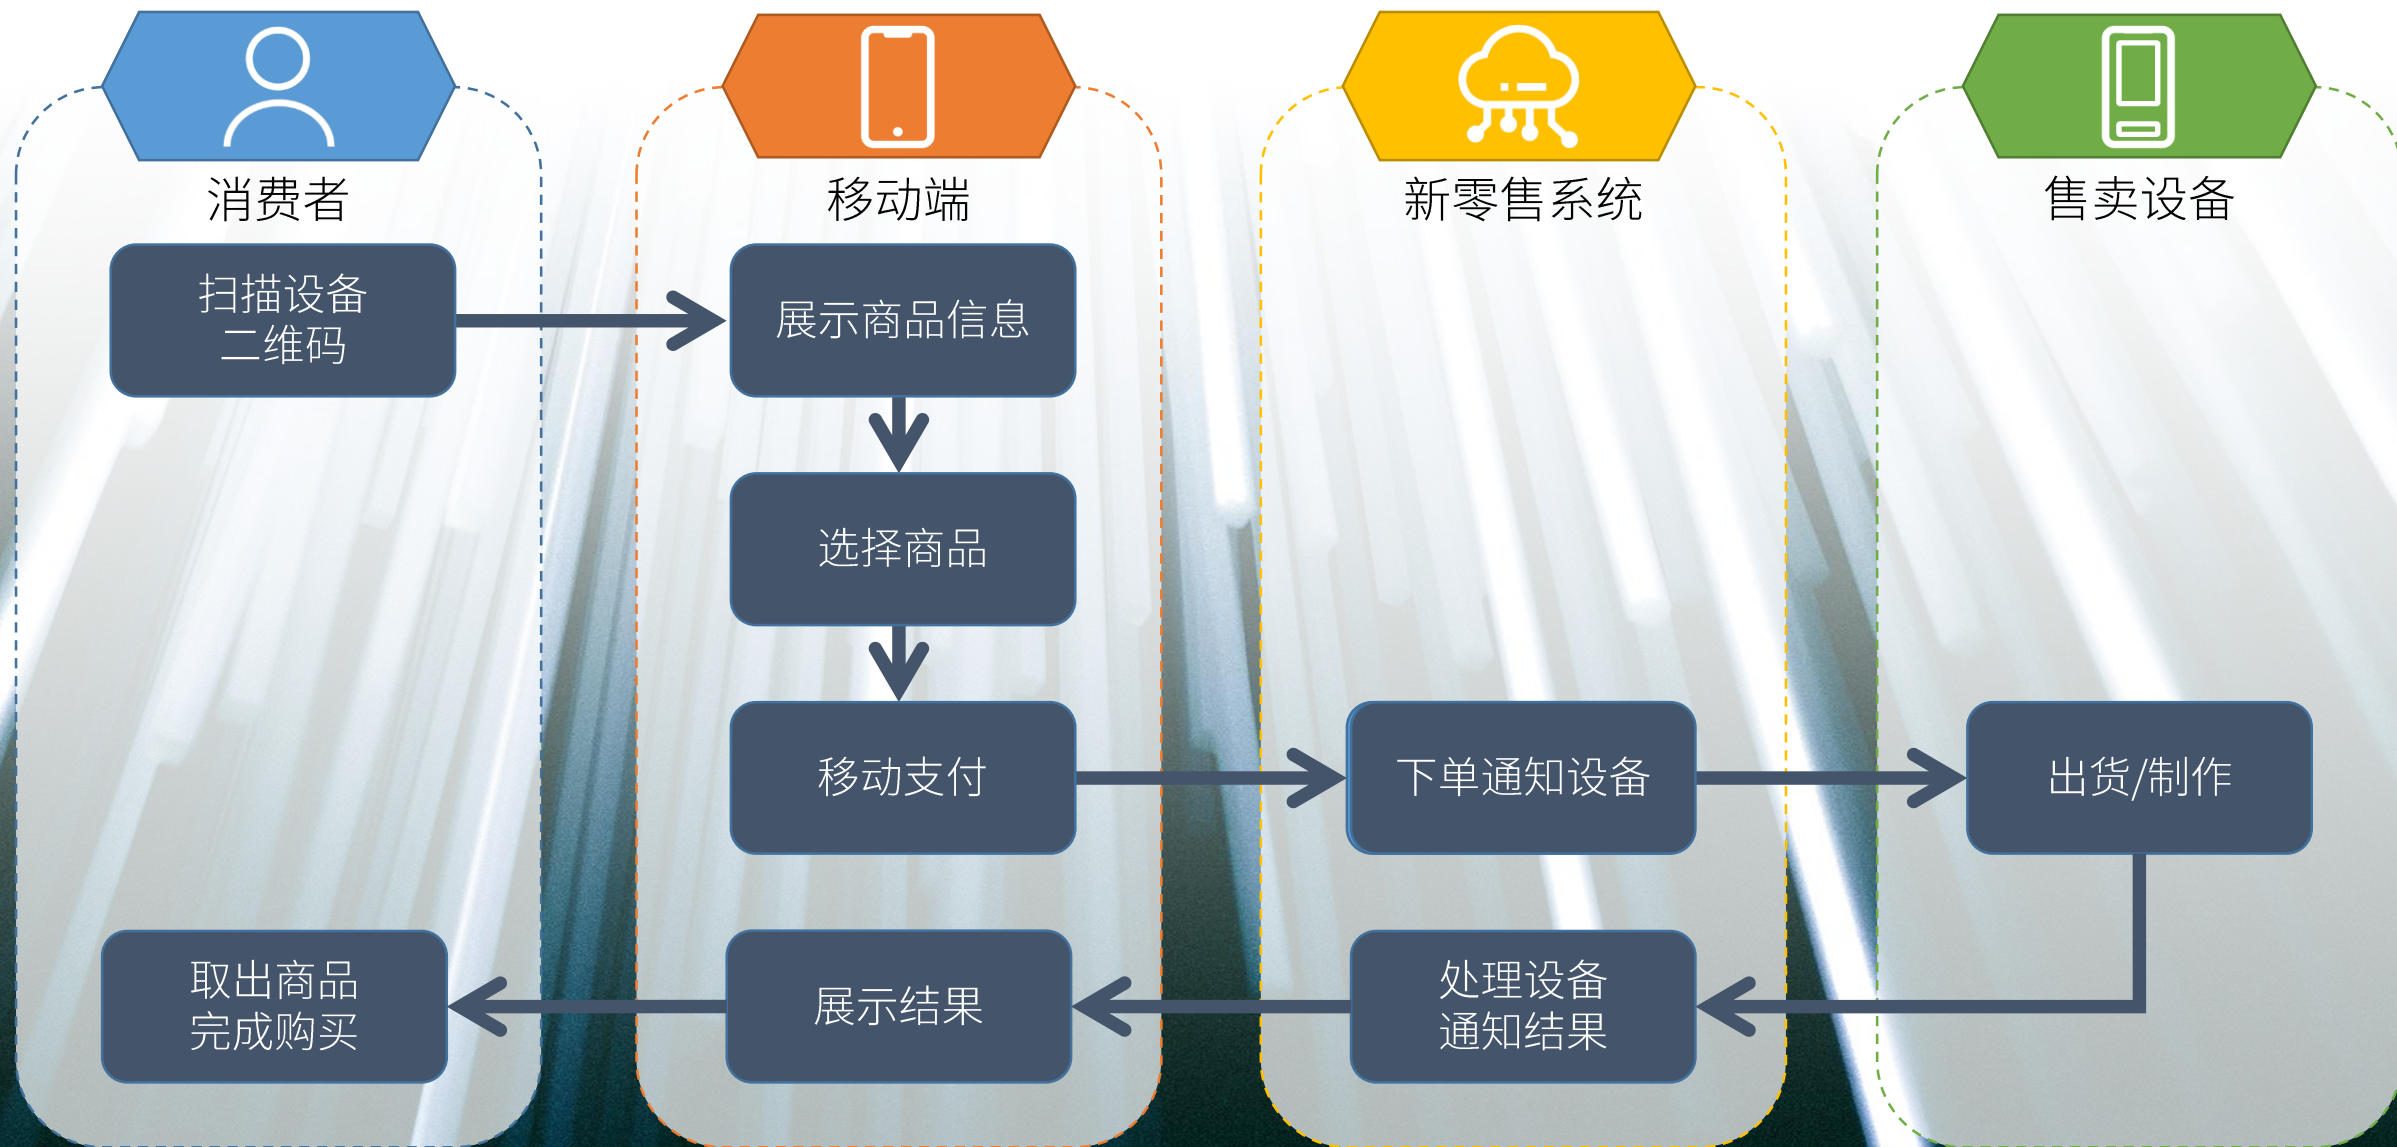 消费者
移动端
新零售系统
售卖设备
扫描设备
二维码
展示商品信息
选择商品
移动支付
下单通知设备
出货/制作
取出商品
完成购买
展示结果
处理设备
通知结果